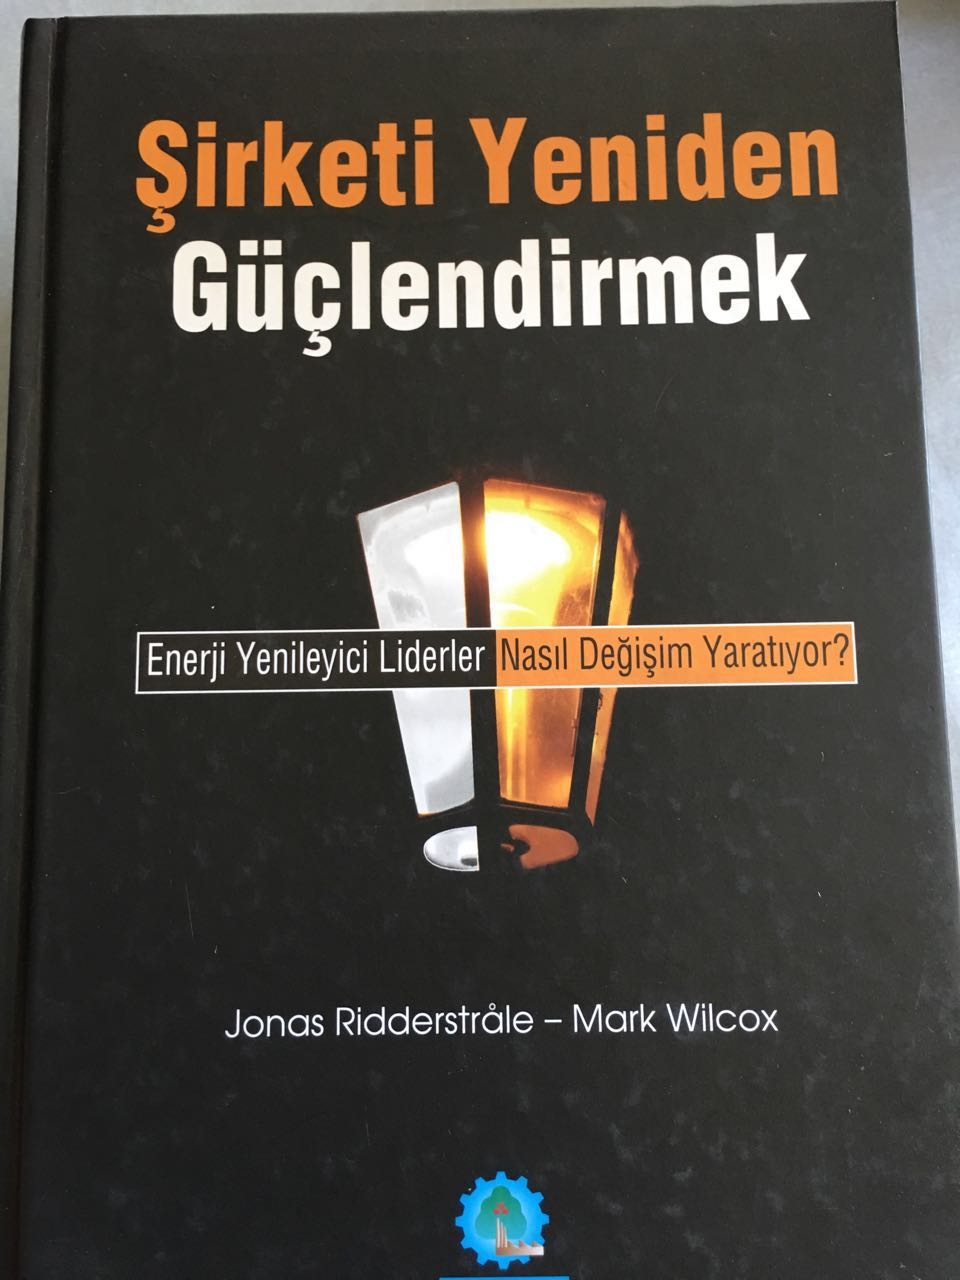 Şirketi Yeniden
Güçlendirmek
Enerji Yenileyici Liderler Nasıl Değişim Yaratıyor?
Jonas Ridderstråle – Mark Wilcox